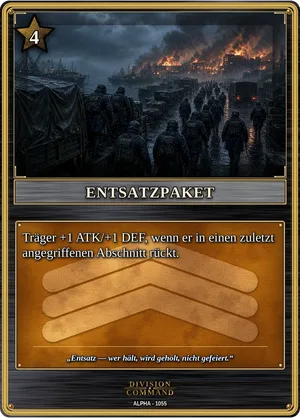 4
ENTSATZPAKET
Träger +1 ATK/+1 DEF, wenn er in einen zuletzt
angegriffenen Abschnitt rückt.
„Entsatz — wer hält, wird geholt, nicht gefeiert.“
DIVISION
COMMAND
ALPHA - 1055